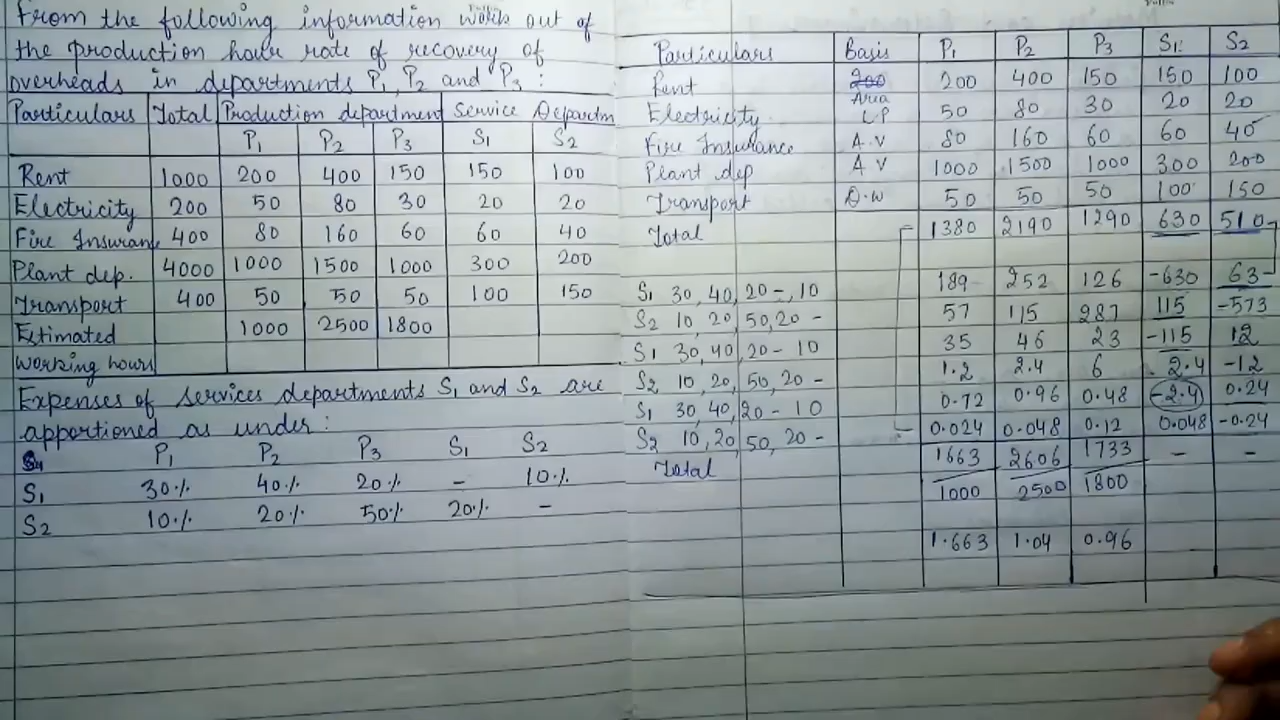 From the following information work out of
the production hour rate of recovery of
overheads in departments P1, P2 and P3 :
Particulars Total Production department Service Departm
P1 P2 P3 S1 S2
Rent 1000 200 400 150 150 100
Electricity 200 50 80 30 20 20
Fire Insuranc 400 80 160 60 60 40
Plant dep. 4000 1000 1500 1000 300 200
Transport 400 50 50 50 100 150
Estimated 1000 2500 1800
Working hours
Expenses of services departments S1 and S2 are
apportioned as under :
P1 P2 P3 S1 S2
S1 30% 40% 20% - 10%
S2 10% 20% 50% 20% -
Particulars Basis P1 P2 P3 S1 S2
Rent Area 200 400 150 150 100
Electricity LP 50 80 30 20 20
Fire Insurance A.V 80 160 60 60 40
Plant dep A V 1000 1500 1000 300 200
Transport D.W 50 50 50 100 150
Total 1380 2190 1290 630 510
S1 30, 40, 20 -, 10 189 252 126 -630 63
S2 10, 20, 50, 20 - 57 115 287 115 -573
S1 30, 40, 20 - 10 35 46 23 -115 12
S2 10, 20, 50, 20 - 1.2 2.4 6 2.4 -12
S1 30, 40, 20 - 10 0.72 0.96 0.48 -2.4 0.24
S2 10, 20, 50, 20 - 0.024 0.048 0.12 0.048 -0.24
Total 1663 2606 1733 - -
1000 2500 1800
1.663 1.04 0.96